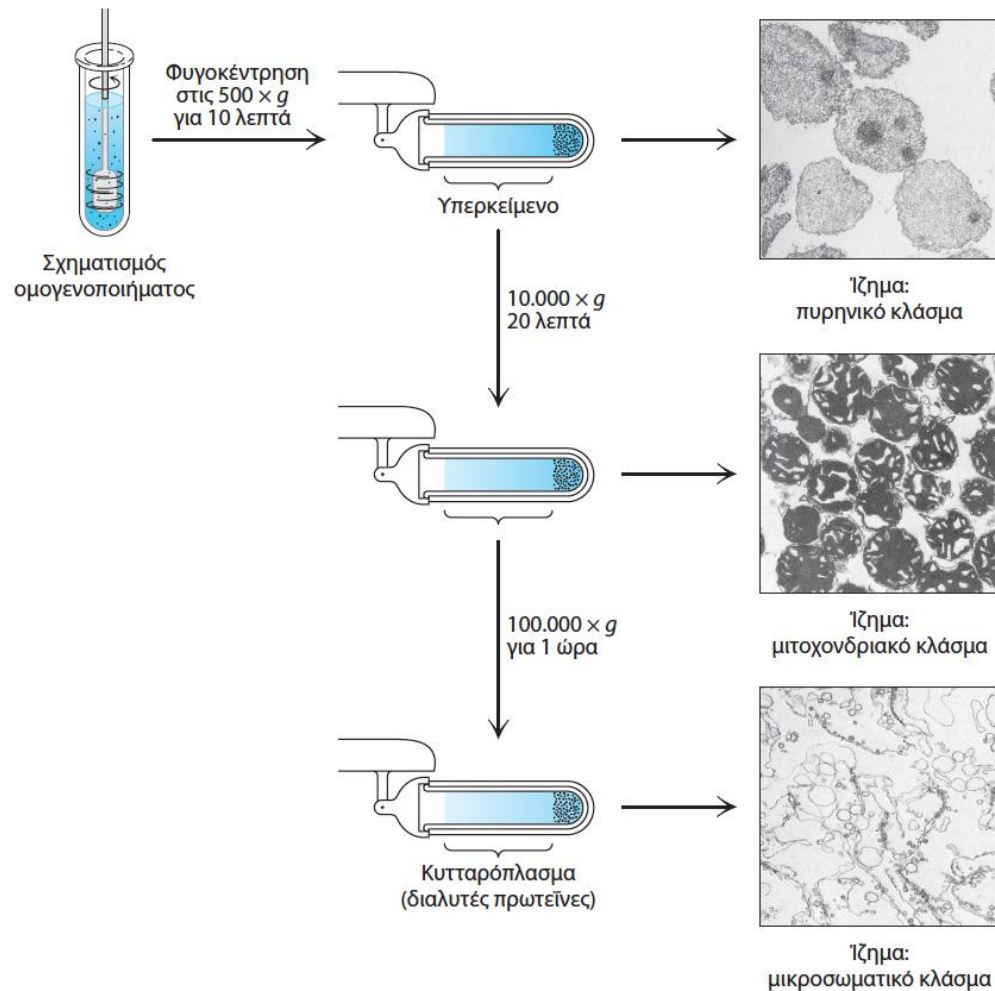 Φυγοκέντρηση
στις 500 × g
για 10 λεπτά
Σχηματισμός
ομογενοποιήματος
Υπερκείμενο
Ίζημα:
πυρηνικό κλάσμα
10.000 × g
20 λεπτά
Ίζημα:
μιτοχονδριακό κλάσμα
100.000 × g
για 1 ώρα
Κυτταρόπλασμα
(διαλυτές πρωτεΐνες)
Ίζημα:
μικροσωματικό κλάσμα